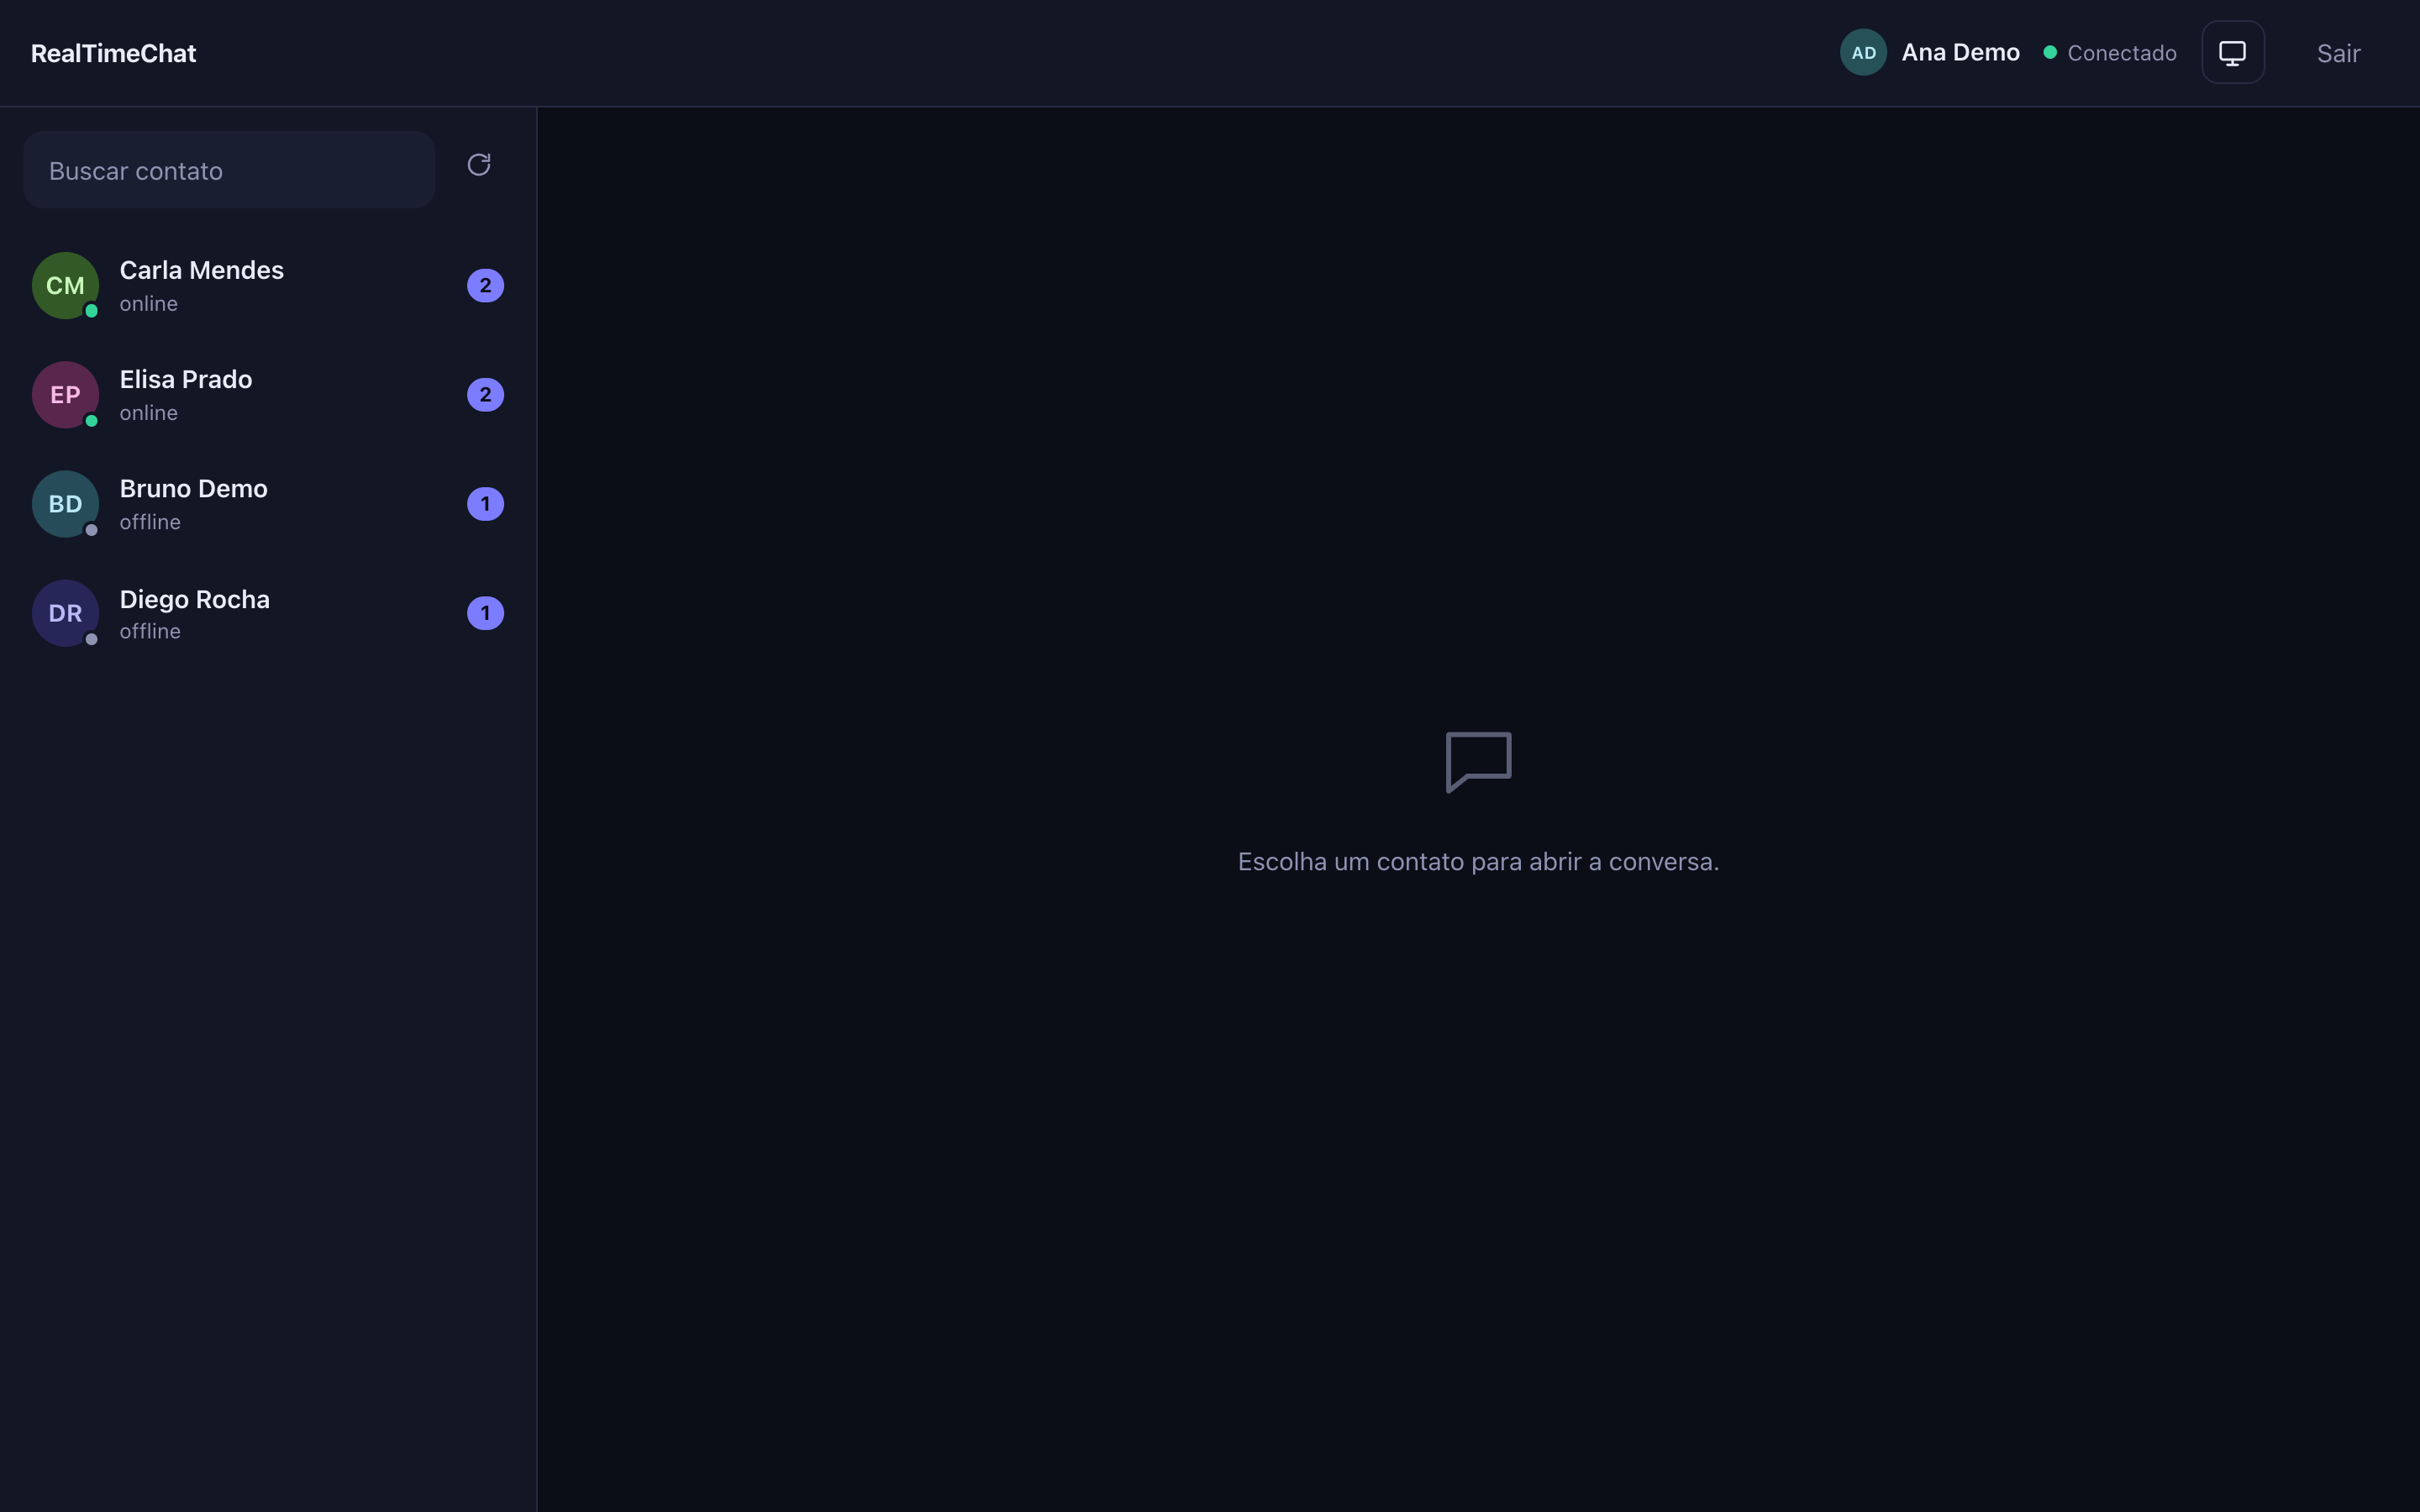 RealTimeChat
AD Ana Demo Conectado Sair
Buscar contato
CM Carla Mendes 2
online
EP Elisa Prado 2
online
BD Bruno Demo 1
offline
DR Diego Rocha 1
offline
Escolha um contato para abrir a conversa.